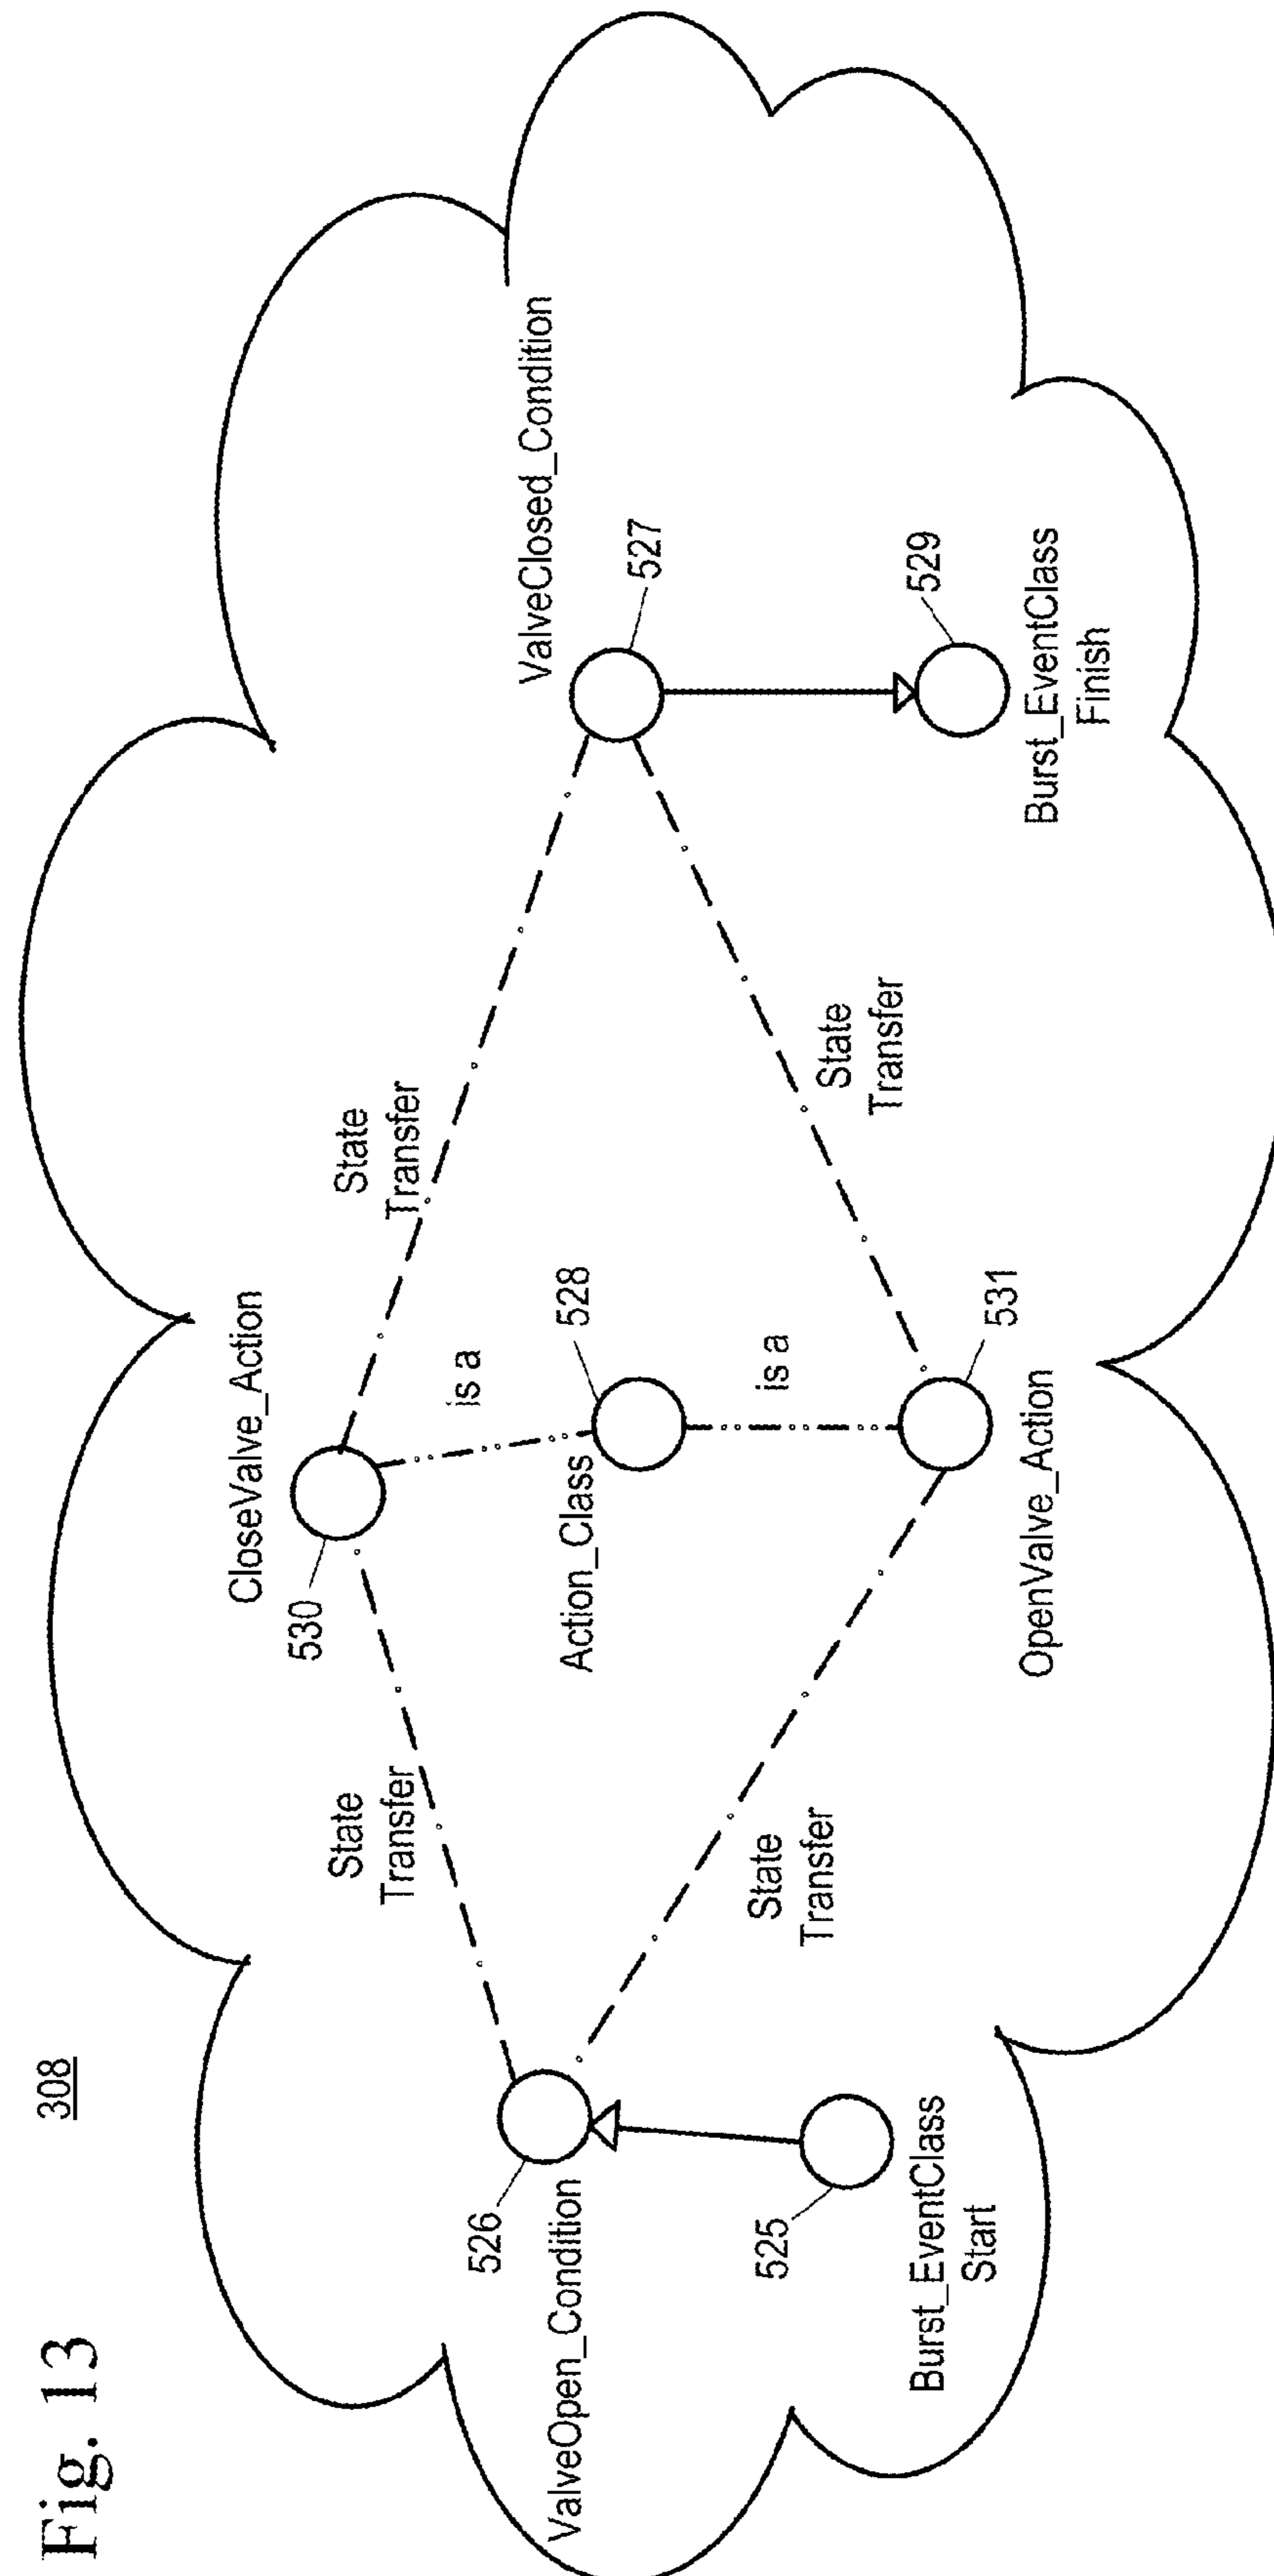 Fig. 13
308
CloseValve_Action
530
State
Transfer
State
Transfer
is a
ValveClosed_Condition
526
ValveOpen_Condition
Action_Class
528
527
is a
State
Transfer
State
Transfer
525
531
529
Burst_EventClass
Start
OpenValve_Action
Burst_EventClass
Finish